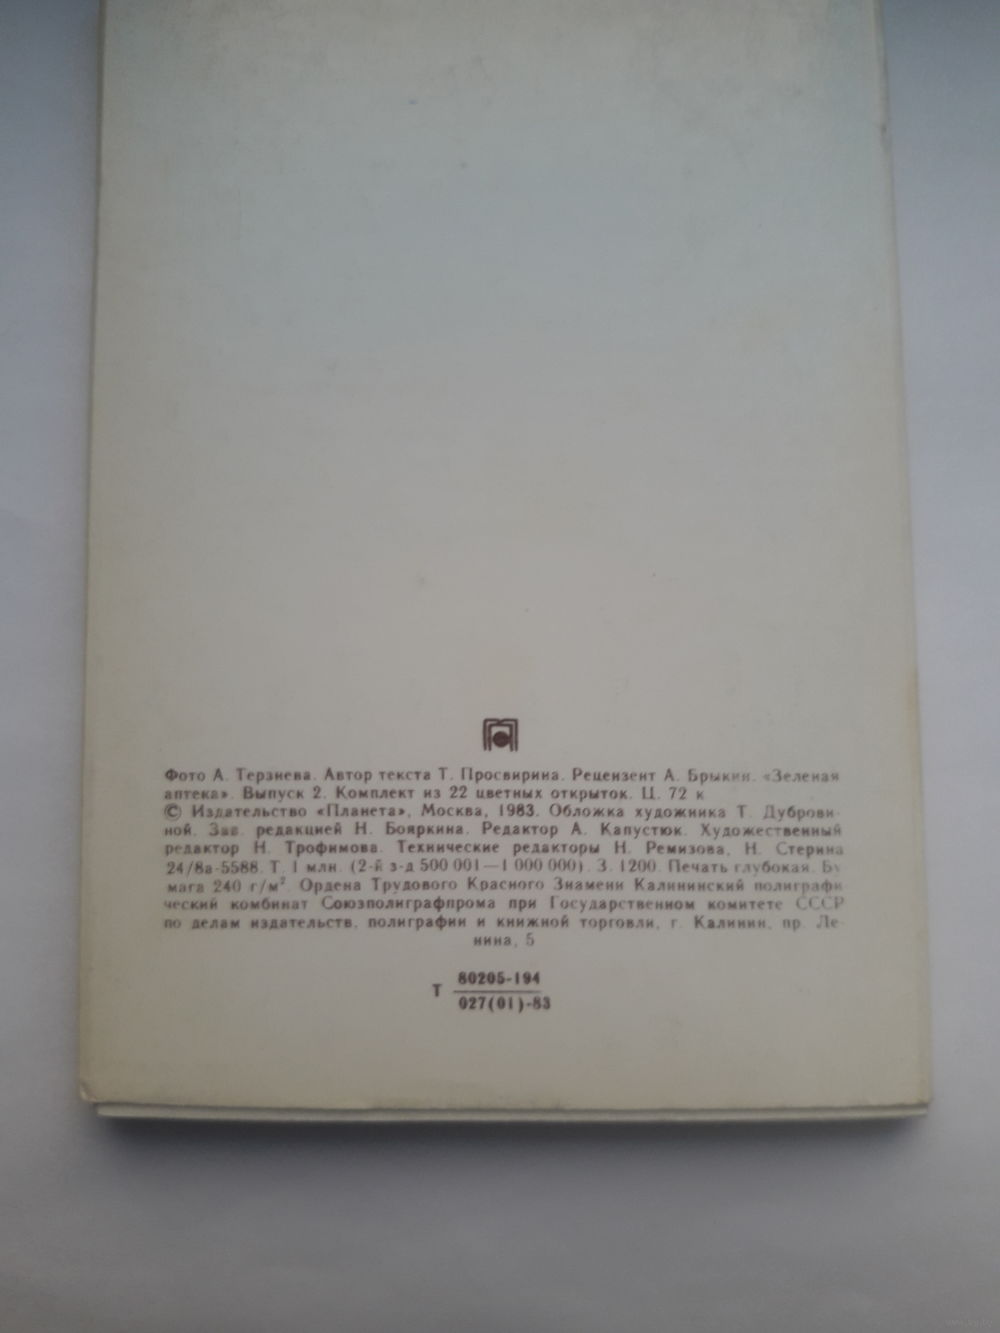 Фото А. Терзиева. Автор текста Т. Просвирина. Рецензент А. Брыкин. «Зеленая
аптека». Выпуск 2. Комплект из 22 цветных открыток. Ц. 72 к
© Издательство «Планета», Москва, 1983. Обложка художника Т. Дуброви-
ной. Зав. редакцией Н. Бояркина. Редактор А. Капустюк. Художественный
редактор Н. Трофимова. Технические редакторы Н. Ремизова, Н. Стерина
24/8а-5588. Т. 1 млн. (2-й з-д 500 001—1 000 000). З. 1200. Печать глубокая. Бу
мага 240 г/м². Ордена Трудового Красного Знамени Калининский полиграфи
ческий комбинат Союзполиграфпрома при Государственном комитете СССР
по делам издательств, полиграфии и книжной торговли, г. Калинин, пр. Ле-
нина, 5
Т 80205-194
027(01)-83